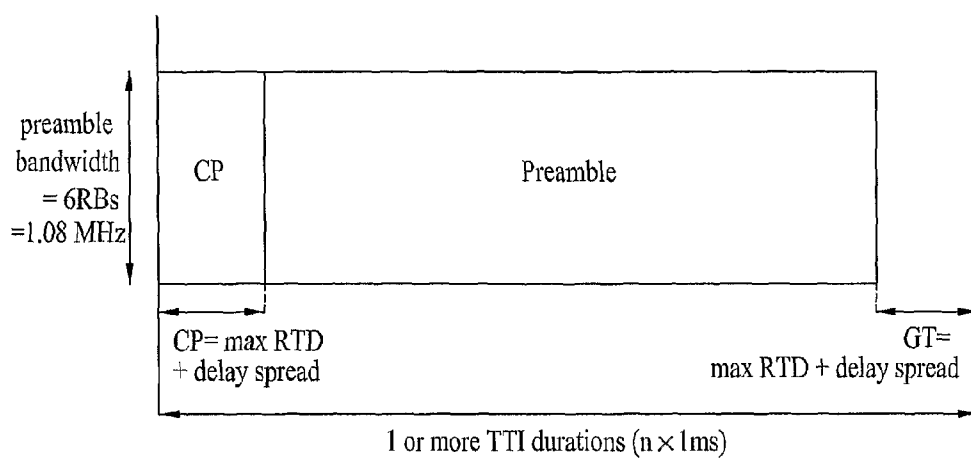 preamble
bandwidth
= 6RBs
=1.08 MHz
CP
Preamble
CP= max RTD
+ delay spread
GT=
max RTD + delay spread
1 or more TTI durations (n × 1ms)